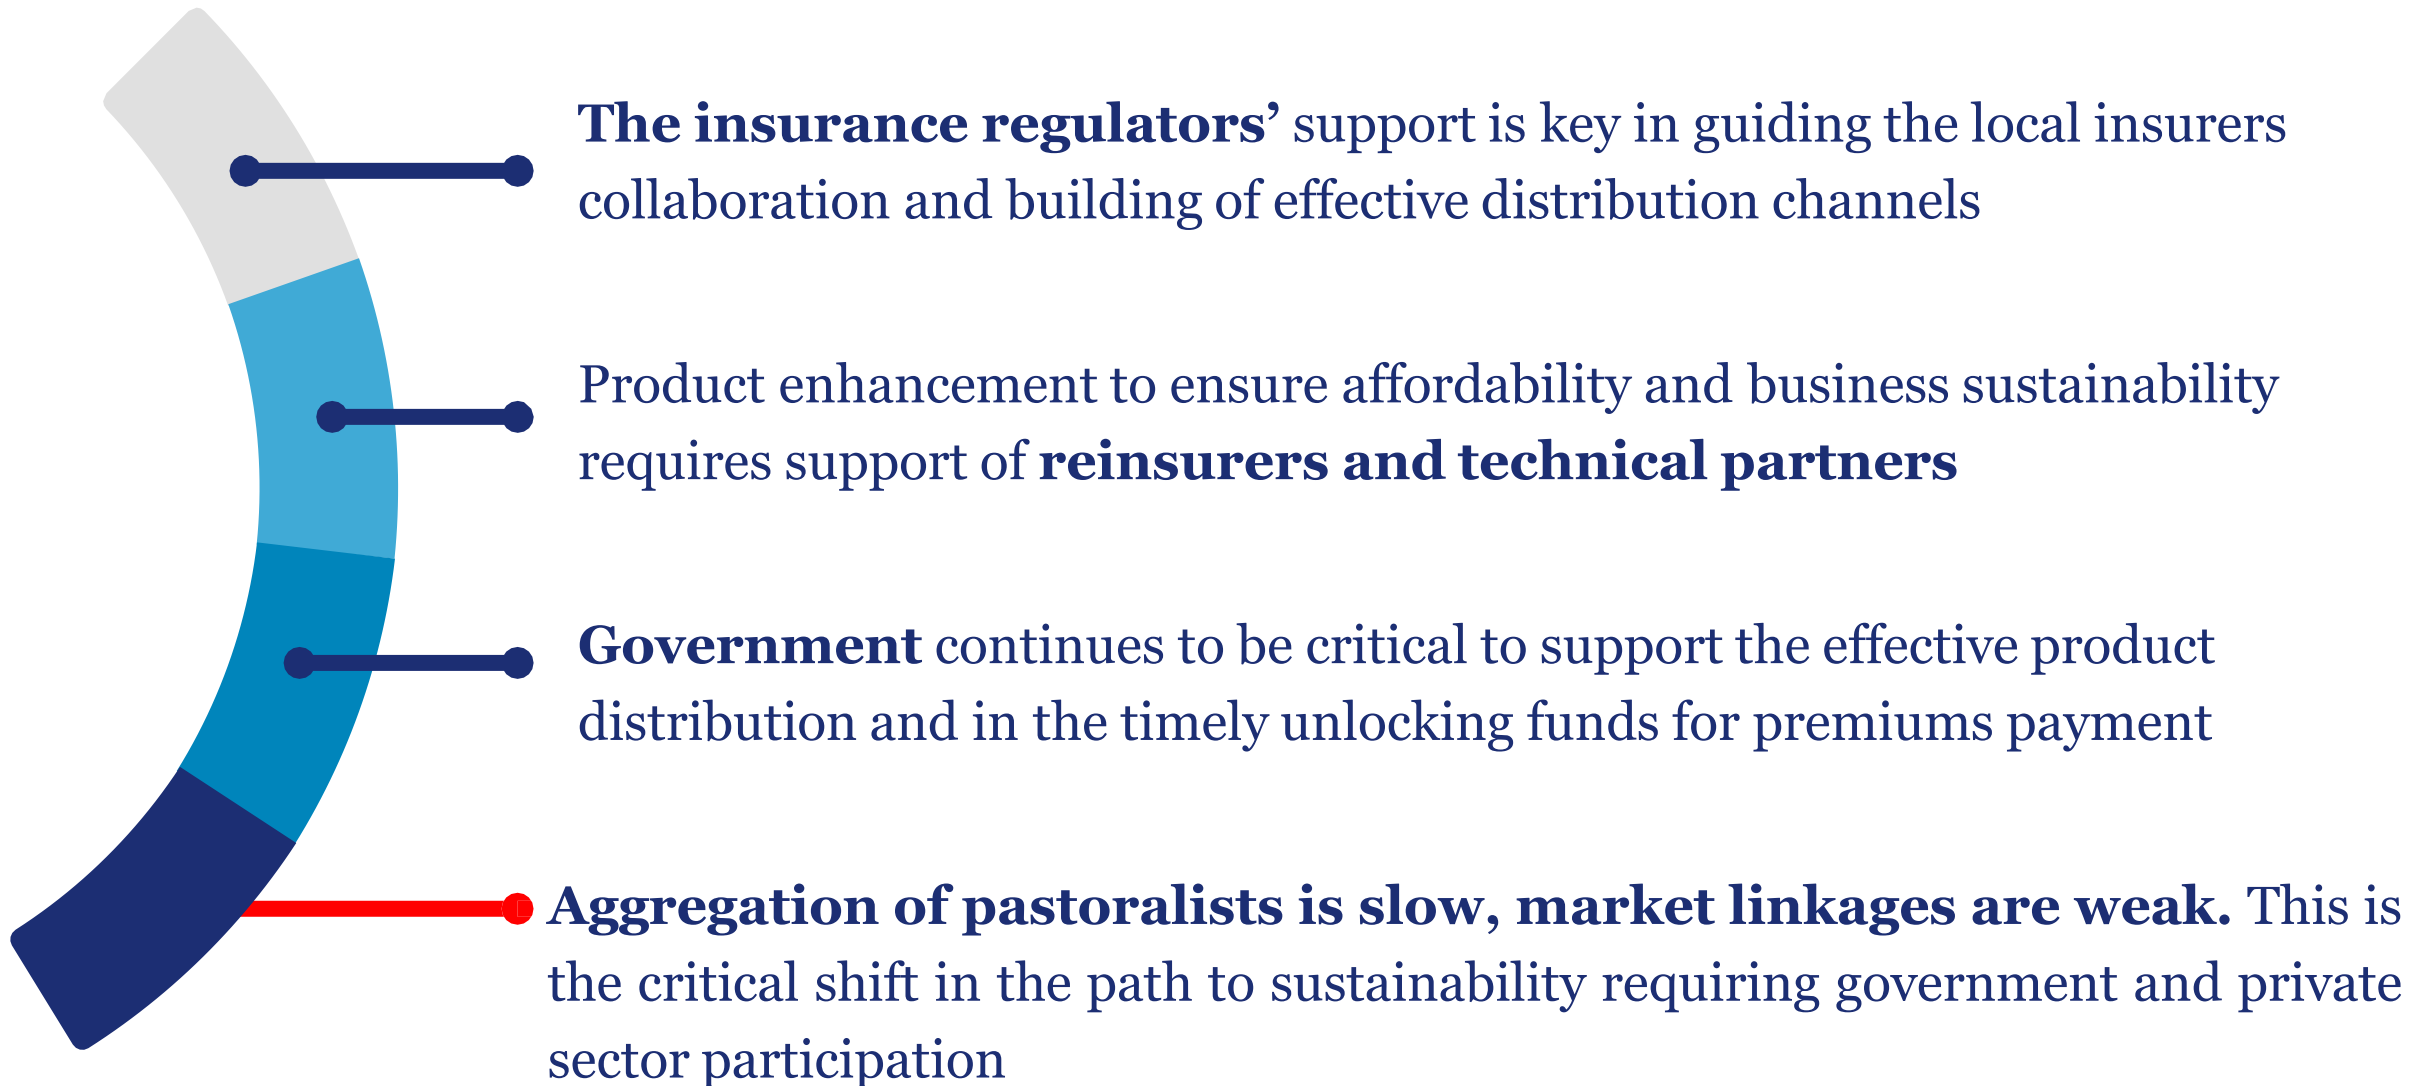 The insurance regulators’ support is key in guiding the local insurers
collaboration and building of effective distribution channels
Product enhancement to ensure affordability and business sustainability
requires support of reinsurers and technical partners
Government continues to be critical to support the effective product
distribution and in the timely unlocking funds for premiums payment
Aggregation of pastoralists is slow, market linkages are weak. This is
the critical shift in the path to sustainability requiring government and private
sector participation